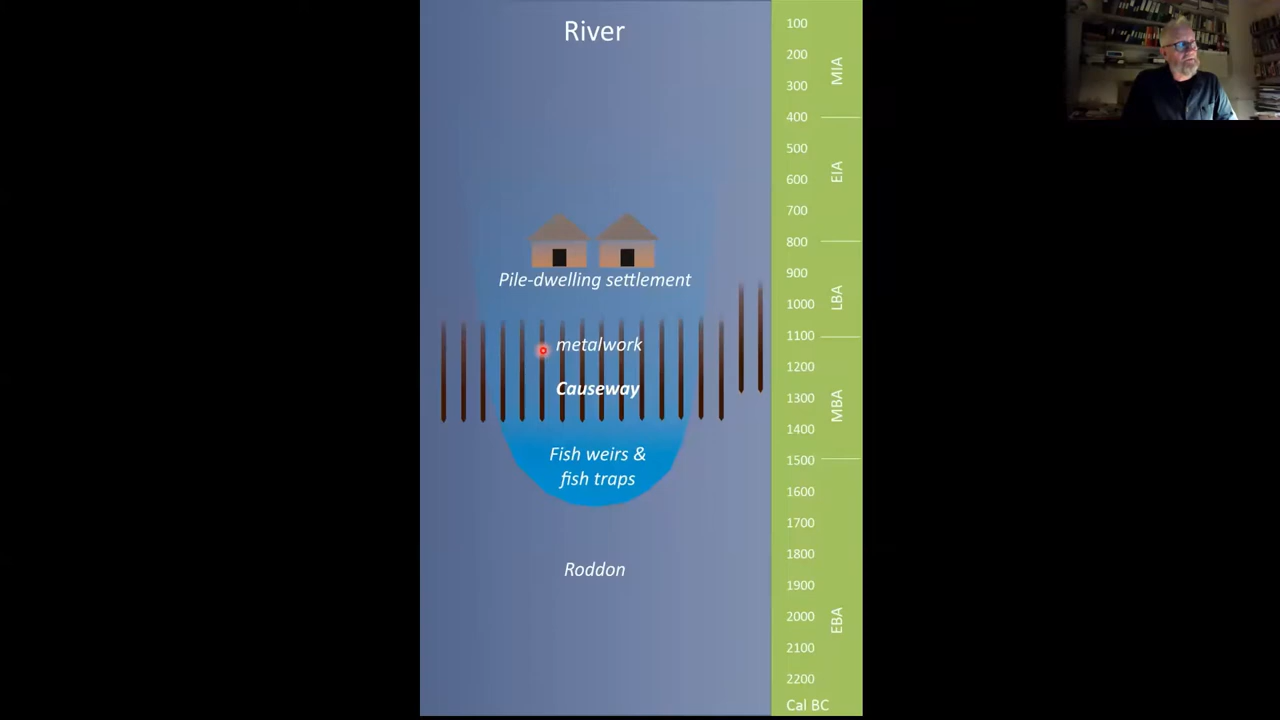 River
Pile-dwelling settlement
metalwork
Causeway
Fish weirs &
fish traps
Roddon
100
200
300
400
500
600
700
800
900
1000
1100
1200
1300
1400
1500
1600
1700
1800
1900
2000
2100
2200
Cal BC
MIA
EIA
LBA
MBA
EBA